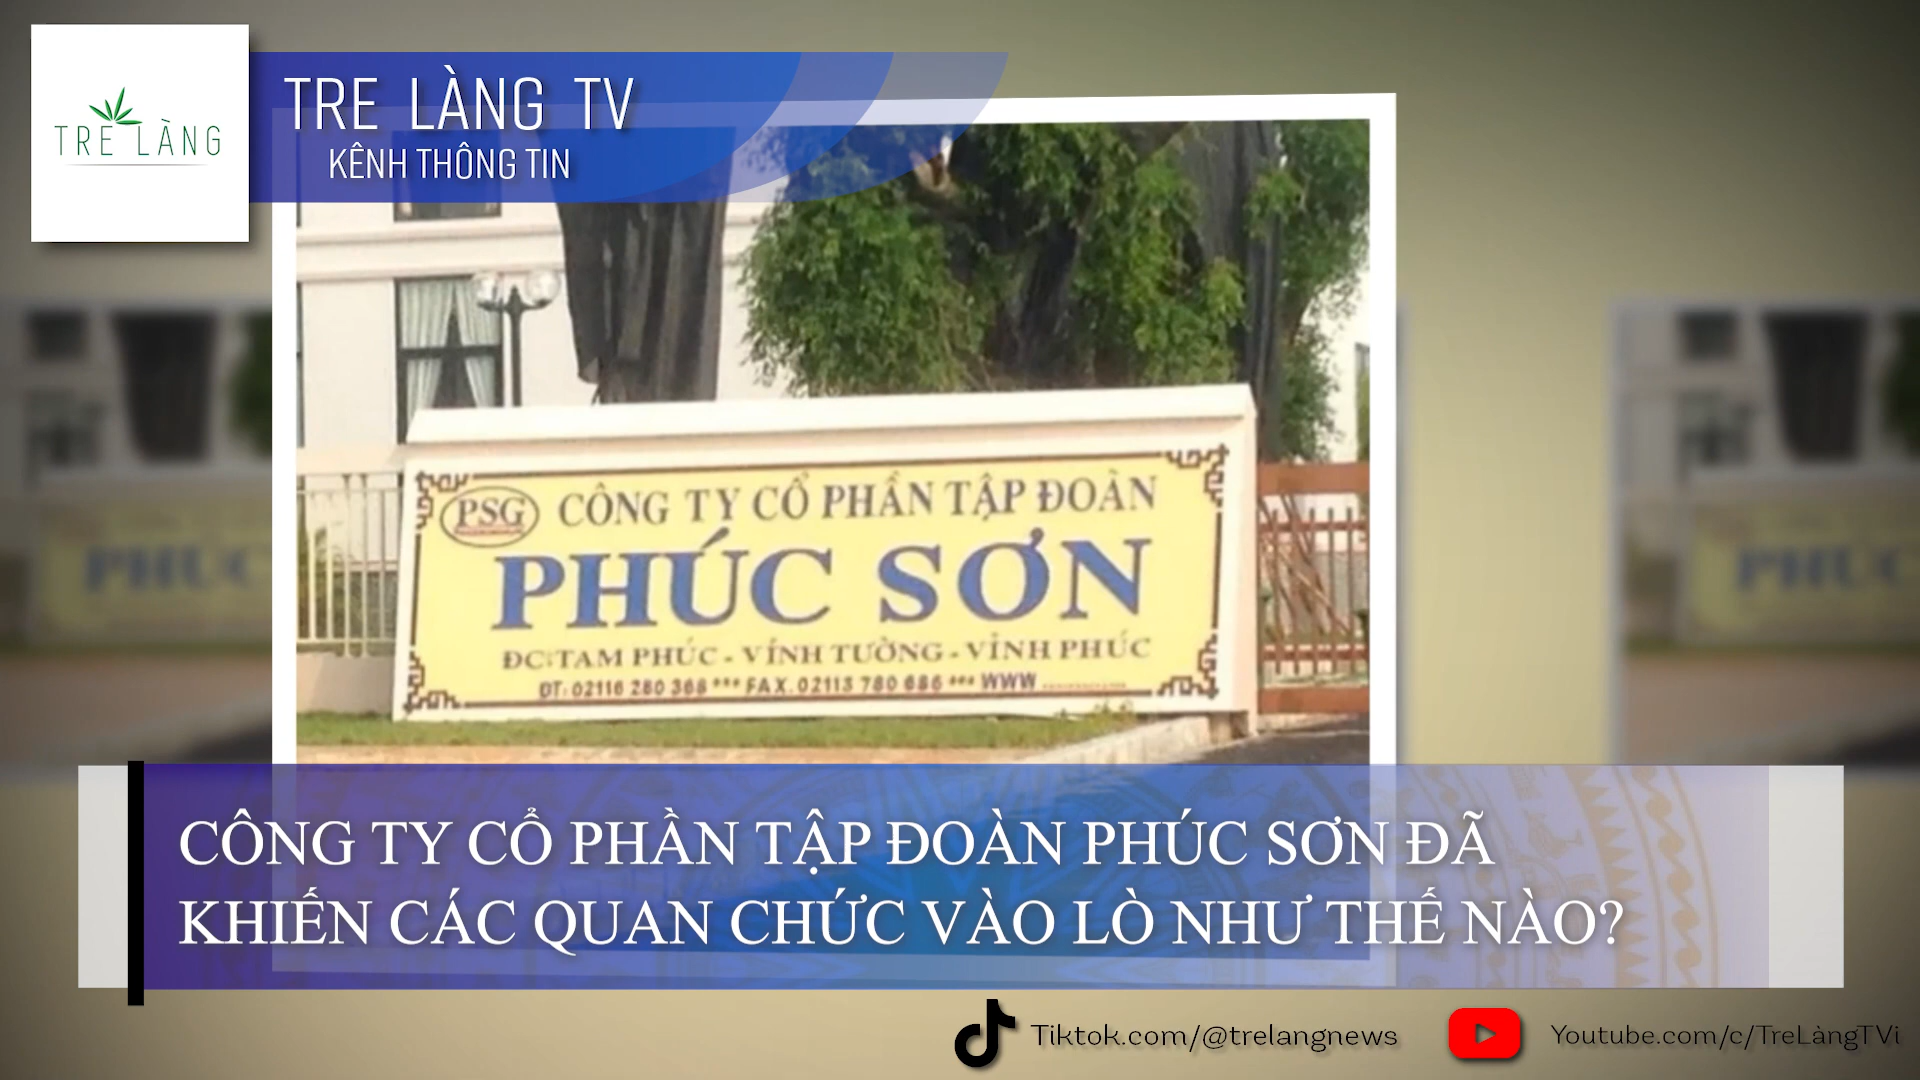 TRE LÀNG
TRE LÀNG TV
KÊNH THÔNG TIN
PSG
CÔNG TY CỔ PHẦN TẬP ĐOÀN
PHÚC SƠN
ĐC:TAM PHÚC - VĨNH TƯỜNG - VĨNH PHÚC
ĐT: 02116 280 368 *** FAX. 02113 780 686 *** WWW
PHÚC
PHÚC
CÔNG TY CỔ PHẦN TẬP ĐOÀN PHÚC SƠN ĐÃ
KHIẾN CÁC QUAN CHỨC VÀO LÒ NHƯ THẾ NÀO?
Tiktok.com/@trelangnews
Youtube.com/c/TreLàngTVi